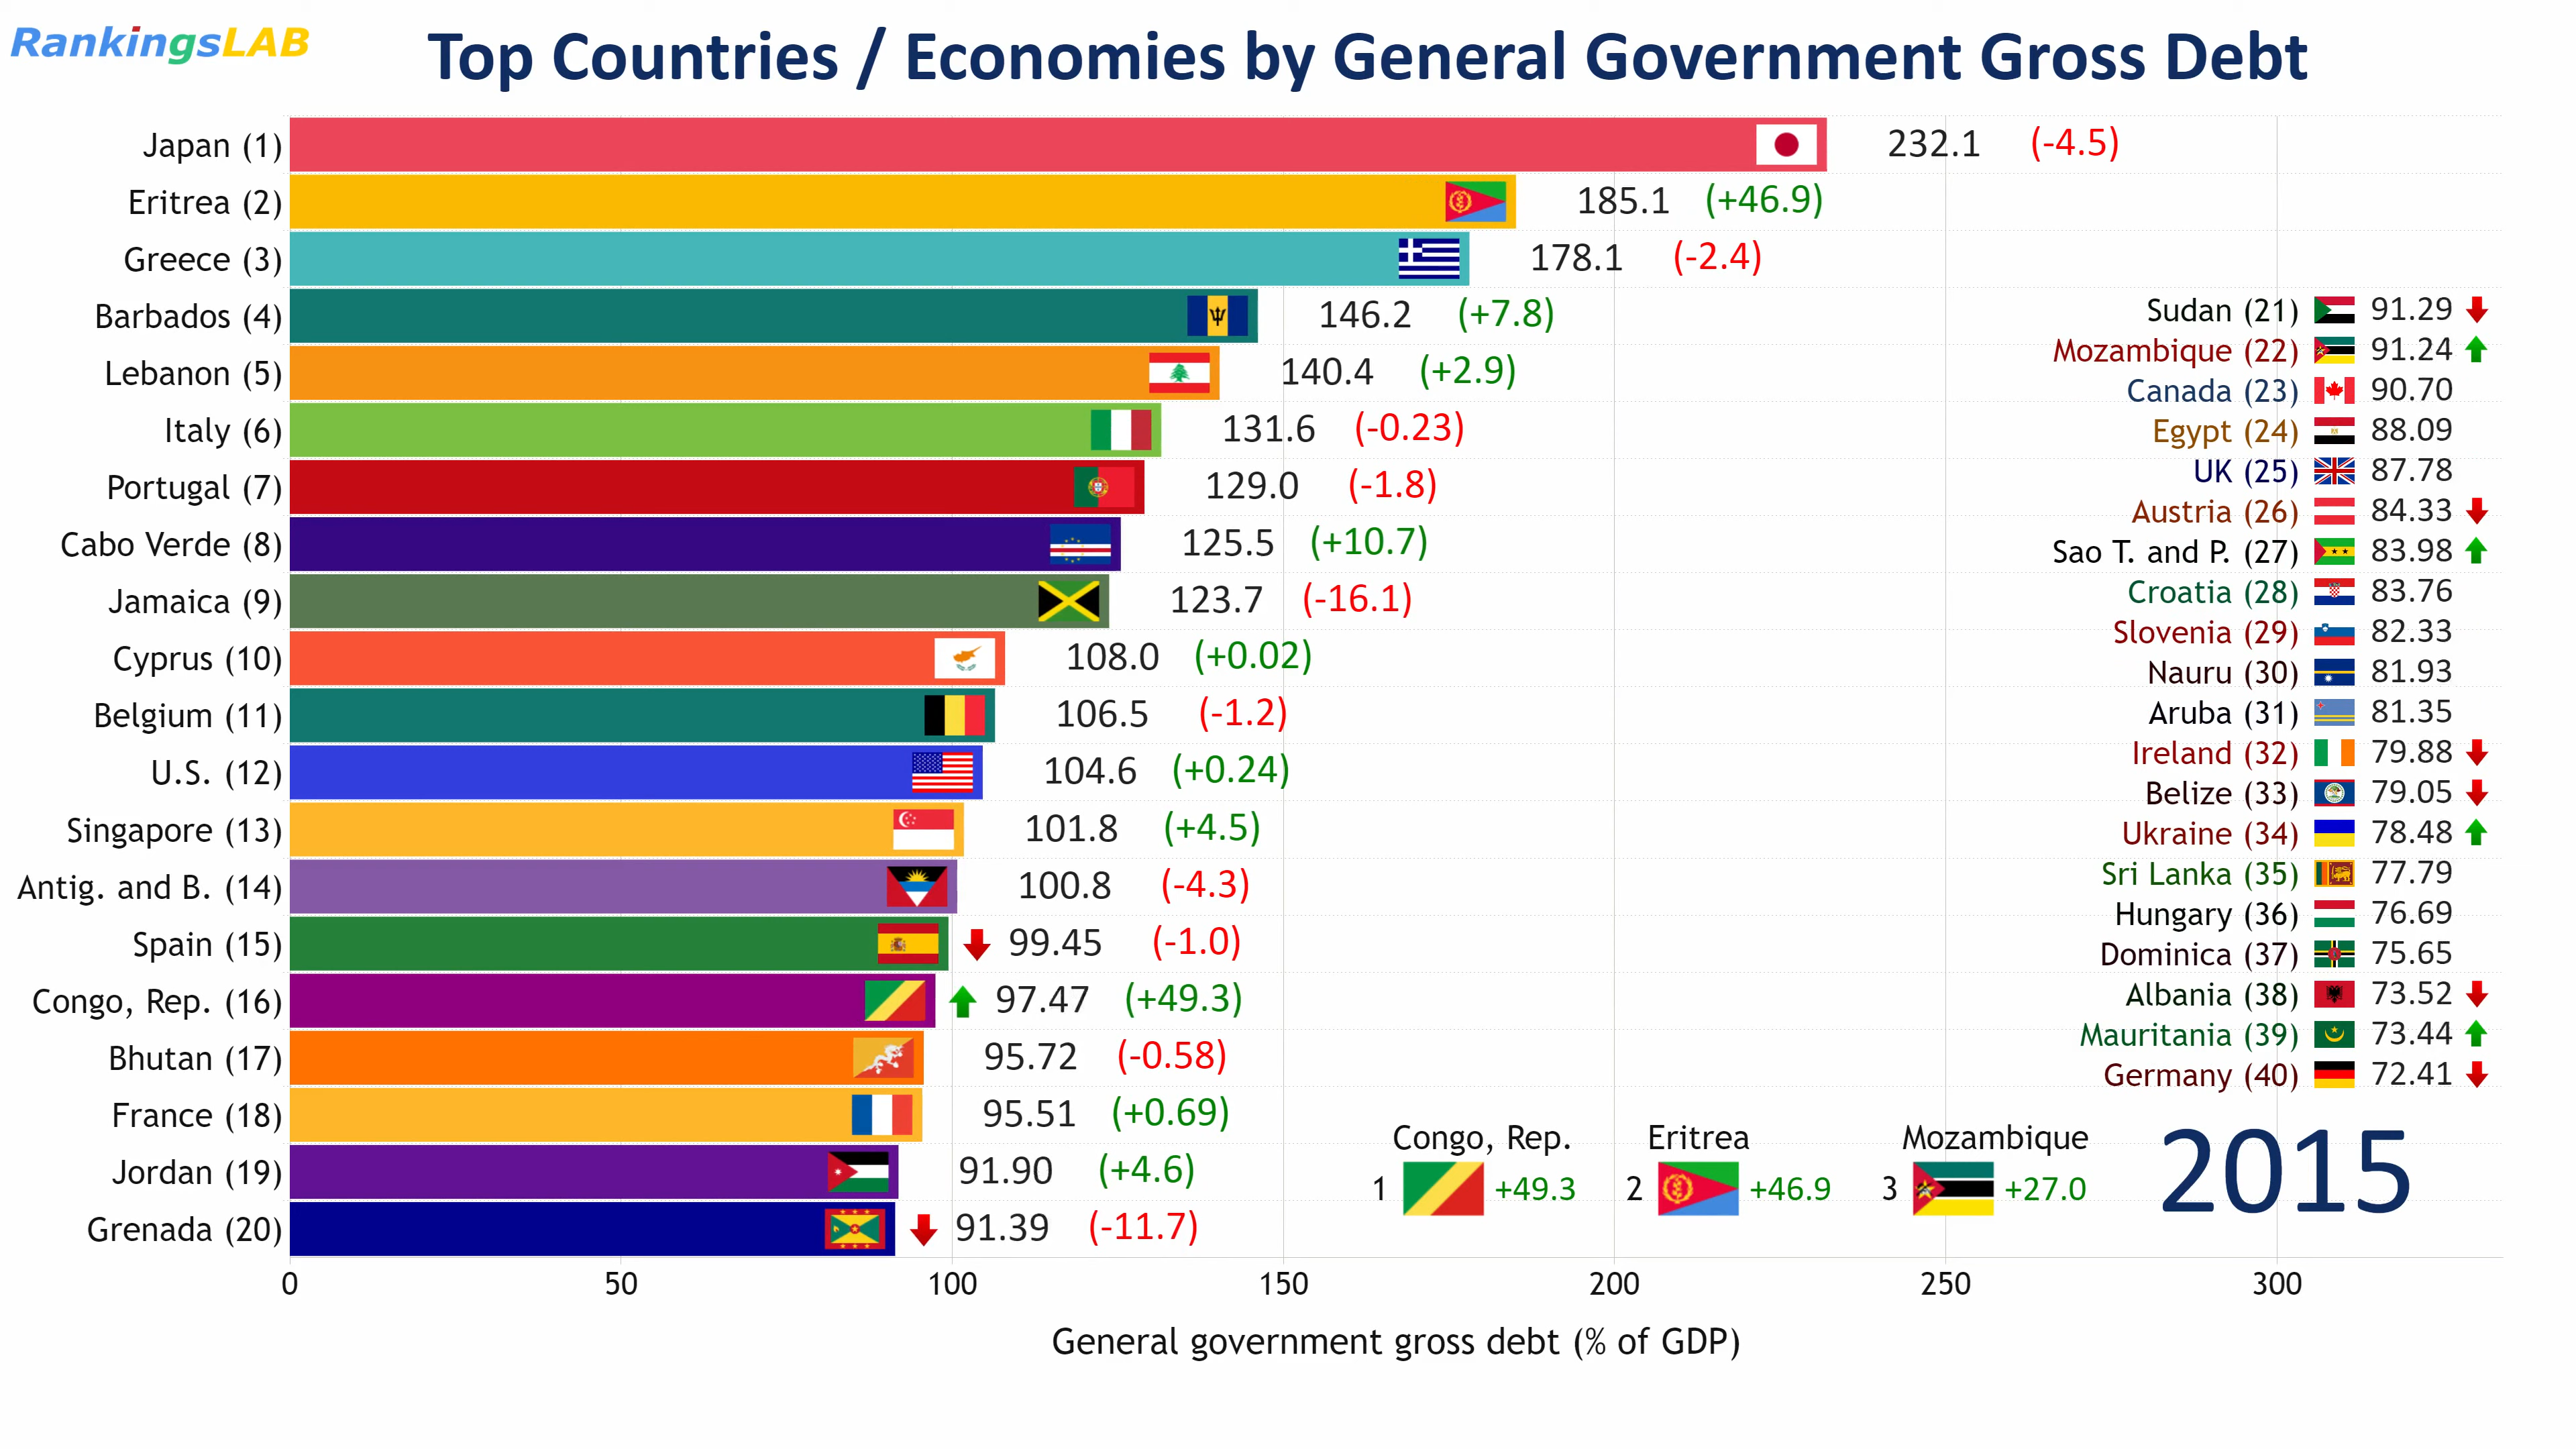 RankingsLAB
Top Countries / Economies by General Government Gross Debt
Japan (1) 232.1 (-4.5)
Eritrea (2) 185.1 (+46.9)
Greece (3) 178.1 (-2.4)
Barbados (4) 146.2 (+7.8)
Lebanon (5) 140.4 (+2.9)
Italy (6) 131.6 (-0.23)
Portugal (7) 129.0 (-1.8)
Cabo Verde (8) 125.5 (+10.7)
Jamaica (9) 123.7 (-16.1)
Cyprus (10) 108.0 (+0.02)
Belgium (11) 106.5 (-1.2)
U.S. (12) 104.6 (+0.24)
Singapore (13) 101.8 (+4.5)
Antig. and B. (14) 100.8 (-4.3)
Spain (15) 99.45 (-1.0)
Congo, Rep. (16) 97.47 (+49.3)
Bhutan (17) 95.72 (-0.58)
France (18) 95.51 (+0.69)
Jordan (19) 91.90 (+4.6)
Grenada (20) 91.39 (-11.7)
Sudan (21) 91.29
Mozambique (22) 91.24
Canada (23) 90.70
Egypt (24) 88.09
UK (25) 87.78
Austria (26) 84.33
Sao T. and P. (27) 83.98
Croatia (28) 83.76
Slovenia (29) 82.33
Nauru (30) 81.93
Aruba (31) 81.35
Ireland (32) 79.88
Belize (33) 79.05
Ukraine (34) 78.48
Sri Lanka (35) 77.79
Hungary (36) 76.69
Dominica (37) 75.65
Albania (38) 73.52
Mauritania (39) 73.44
Germany (40) 72.41
Congo, Rep. Eritrea Mozambique
1 +49.3 2 +46.9 3 +27.0
2015
0 50 100 150 200 250 300
General government gross debt (% of GDP)